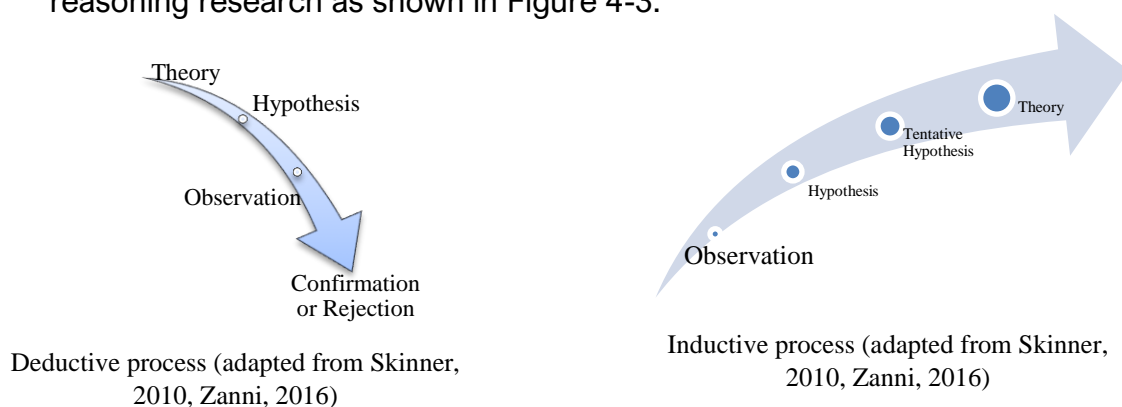 reasoning research as shown in Figure 4-3.
Theory
Hypothesis
Observation
Confirmation
or Rejection
Deductive process (adapted from Skinner,
2010, Zanni, 2016)
Theory
Tentative
Hypothesis
Hypothesis
Observation
Inductive process (adapted from Skinner,
2010, Zanni, 2016)